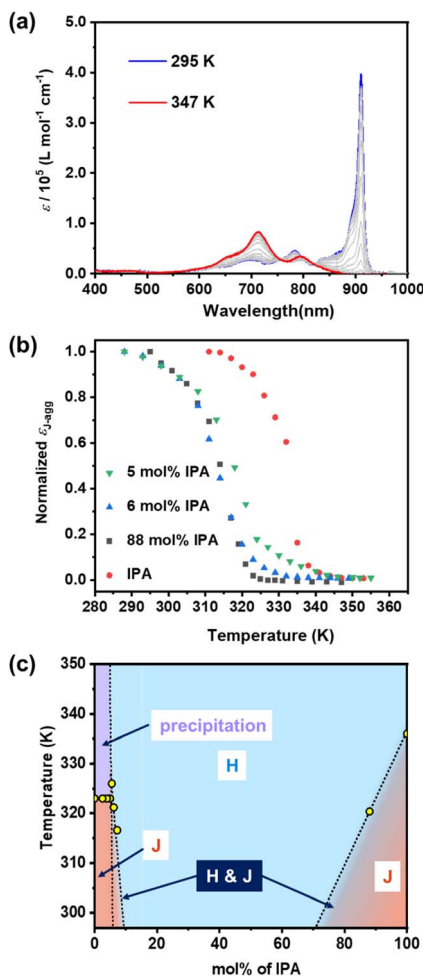 (a)
295 K
347 K
ε / 10⁵ (L mol⁻¹ cm⁻¹)
5.0
4.0
3.0
2.0
1.0
0.0
400 500 600 700 800 900 1000
Wavelength(nm)
(b)
Normalized εJ-agg
1.0
0.8
0.6
0.4
0.2
0.0
5 mol% IPA
6 mol% IPA
88 mol% IPA
IPA
280 290 300 310 320 330 340 350 360
Temperature (K)
(c)
Temperature (K)
350
340
330
320
310
300
precipitation
H
J
H & J
J
0 20 40 60 80 100
mol% of IPA